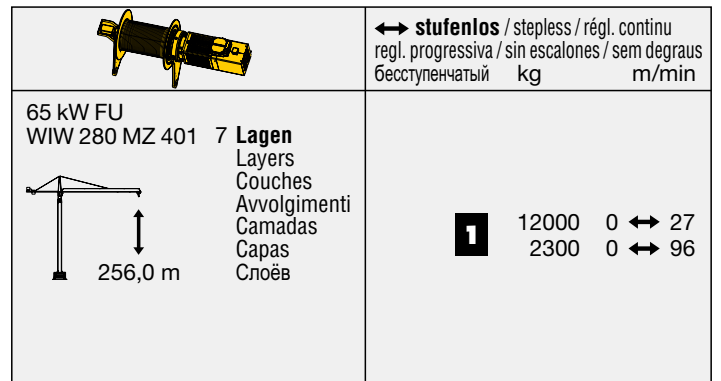 ↔ stufenlos / stepless / régl. continu
regl. progressiva / sin escalones / sem degraus
бесступенчатый kg m/min
65 kW FU
WIW 280 MZ 401 7 Lagen
Layers
Couches
Avvolgimenti
Camadas
Capas
256,0 m Слоёв
1 12000 0 ↔ 27
2300 0 ↔ 96